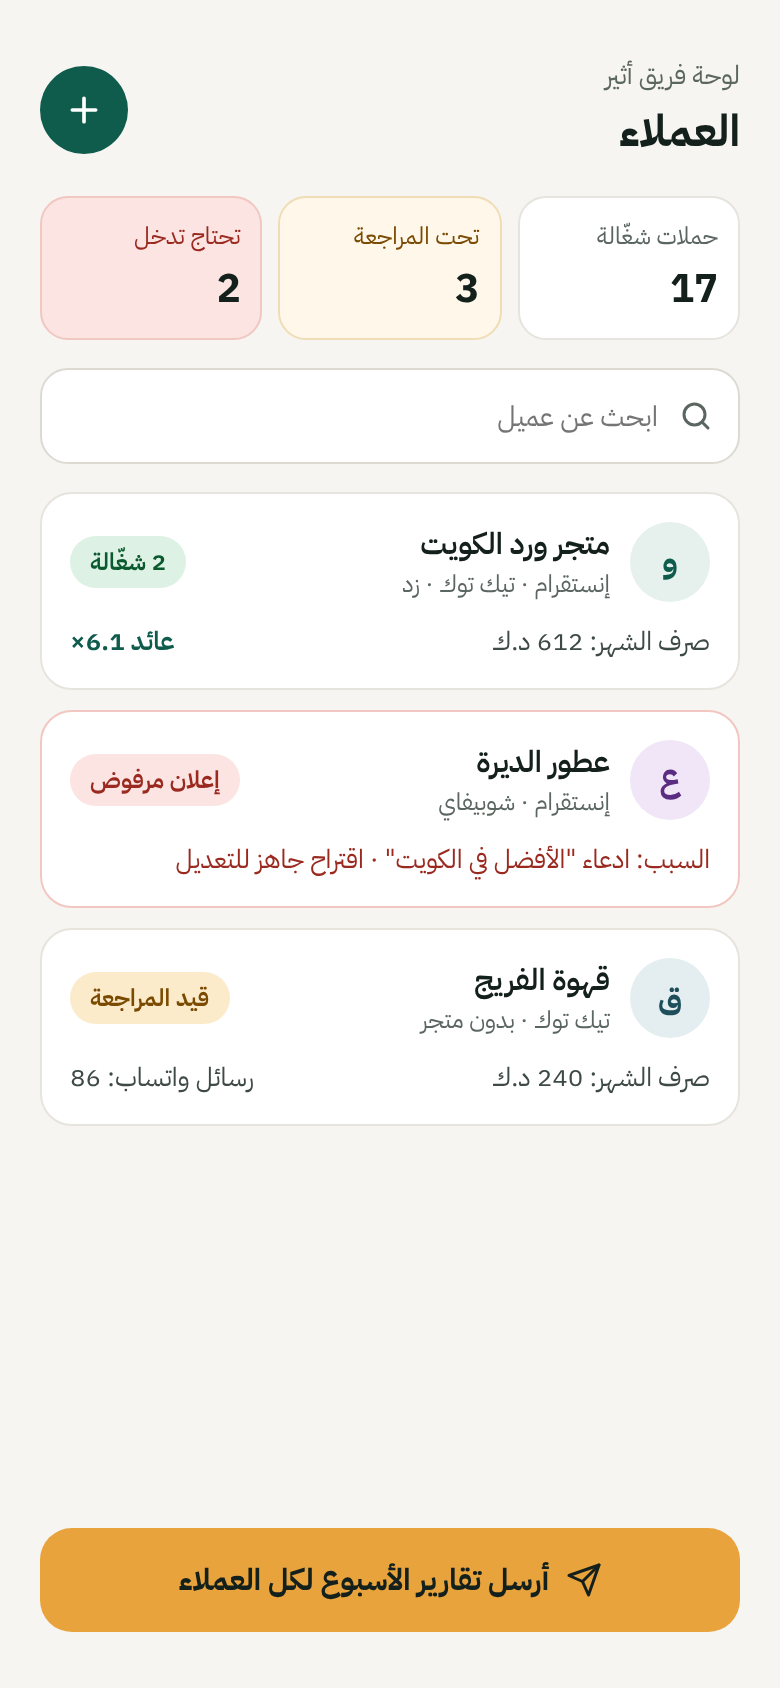 لوحة فريق أثير
العملاء
حملات شغّالة
17
تحت المراجعة
3
تحتاج تدخل
2
ابحث عن عميل
و
متجر ورد الكويت
إنستقرام · تيك توك · زد
2 شغّالة
صرف الشهر: 612 د.ك
عائد 6.1×
ع
عطور الديرة
إنستقرام · شوبيفاي
إعلان مرفوض
السبب: ادعاء "الأفضل في الكويت" · اقتراح جاهز للتعديل
ق
قهوة الفريج
تيك توك · بدون متجر
قيد المراجعة
صرف الشهر: 240 د.ك
رسائل واتساب: 86
أرسل تقارير الأسبوع لكل العملاء